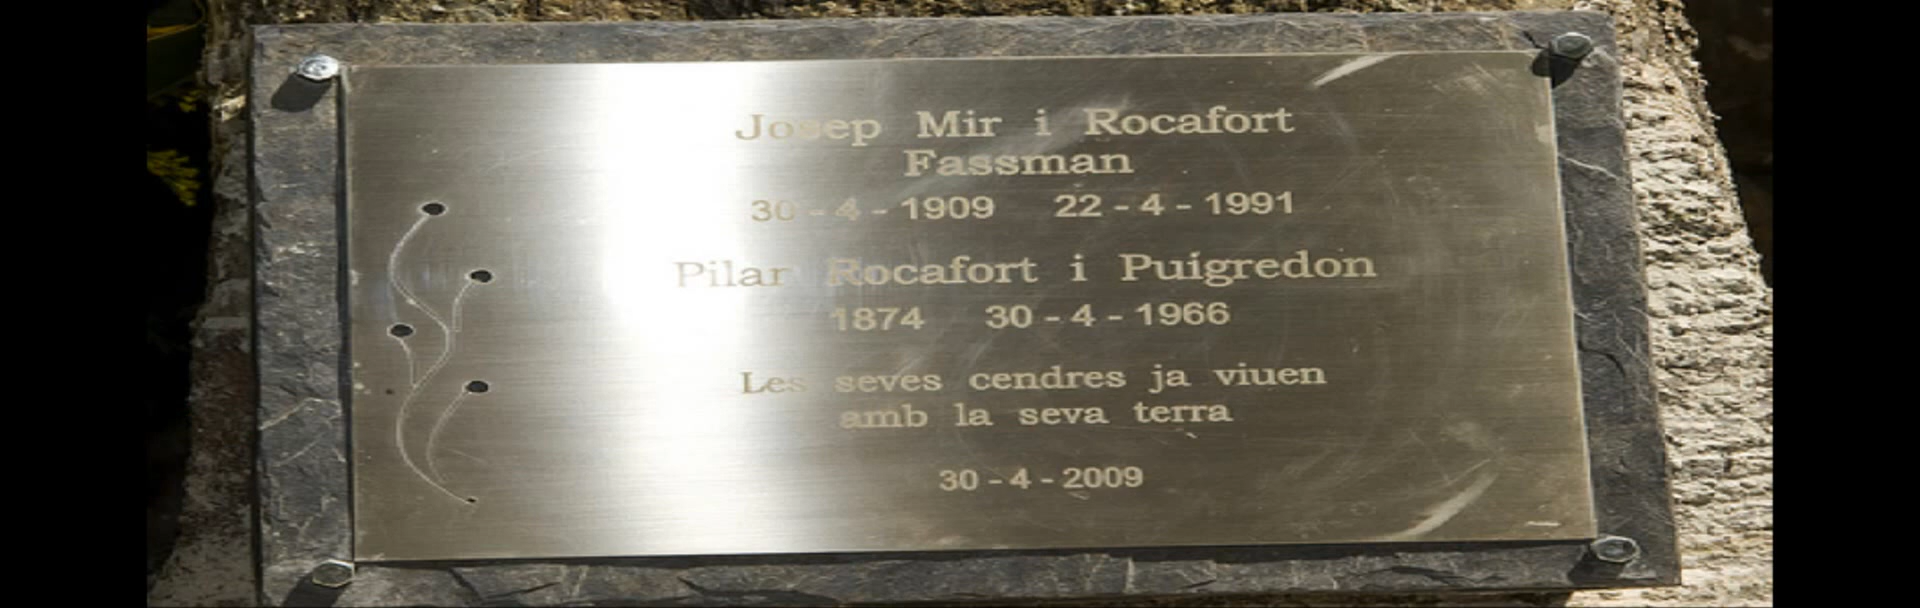 Josep Mir i Rocafort
Fassman
30-4-1909 22-4-1991
Pilar Rocafort i Puigredon
1874 30-4-1966
Les seves cendres ja viuen
amb la seva terra
30-4-2009